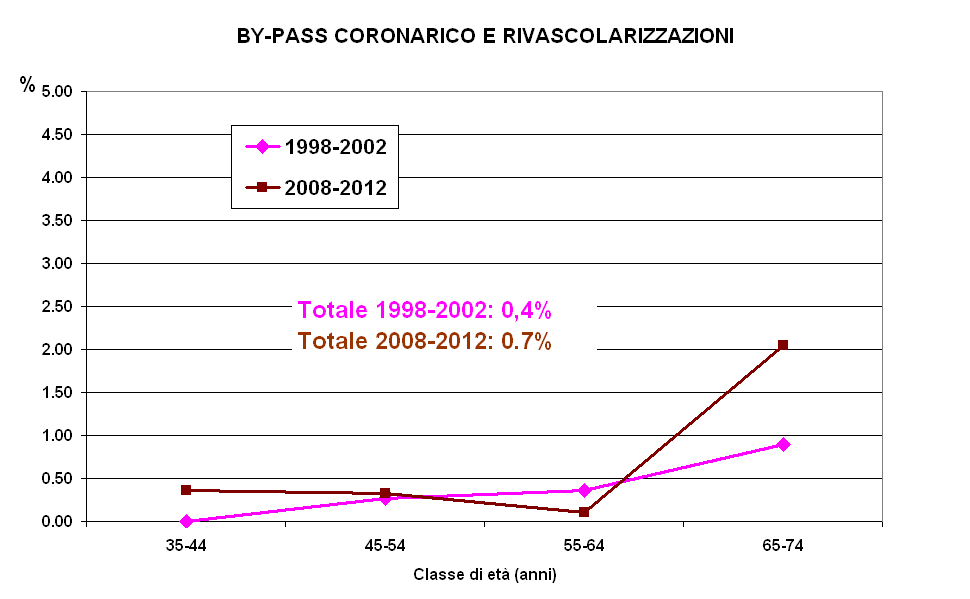 BY-PASS CORONARICO E RIVASCOLARIZZAZIONI
%
5.00
4.50
4.00
3.50
3.00
2.50
2.00
1.50
1.00
0.50
0.00
1998-2002
2008-2012
Totale 1998-2002: 0,4%
Totale 2008-2012: 0.7%
35-44 45-54 55-64 65-74
Classe di età (anni)